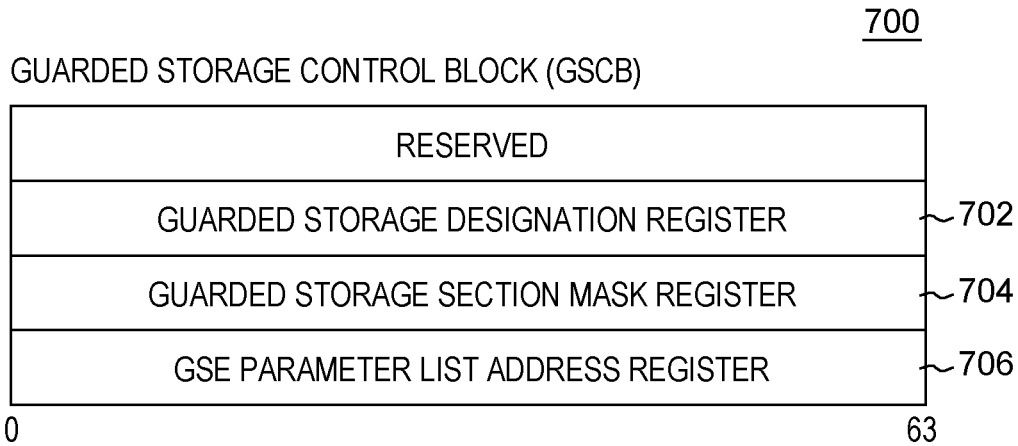 700
GUARDED STORAGE CONTROL BLOCK (GSCB)
RESERVED
GUARDED STORAGE DESIGNATION REGISTER 702
GUARDED STORAGE SECTION MASK REGISTER 704
GSE PARAMETER LIST ADDRESS REGISTER 706
0 63